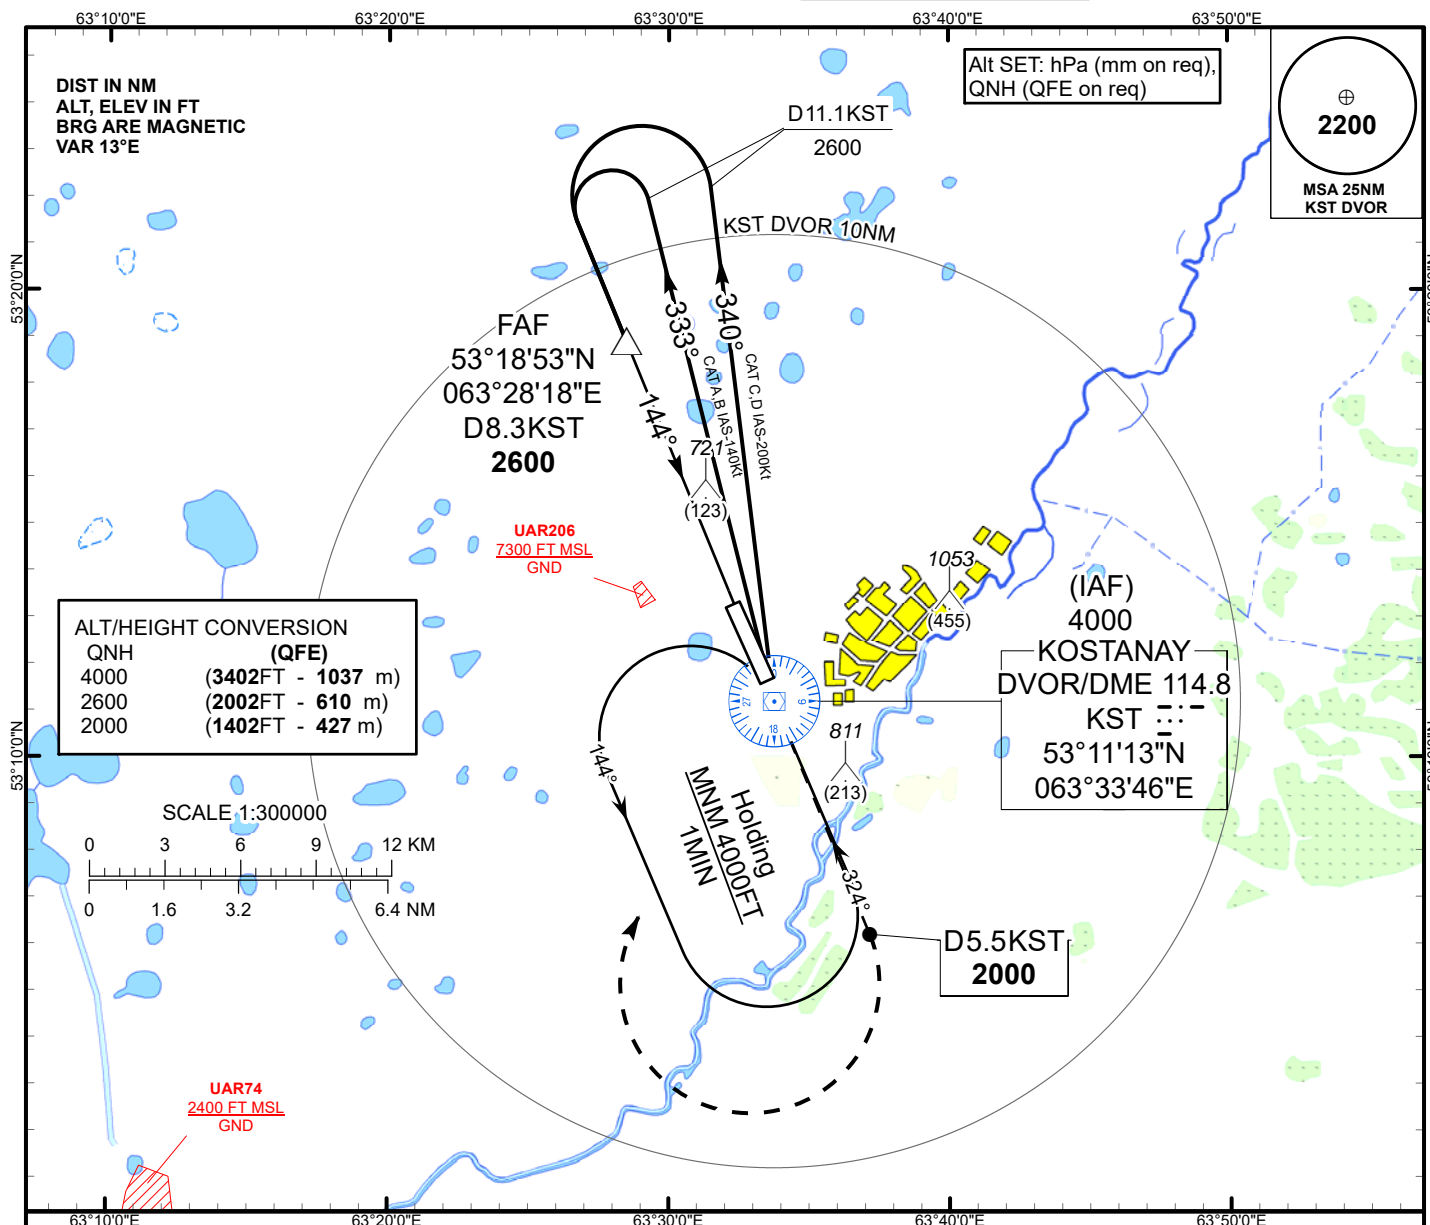 63°10'0"E
63°20'0"E
63°30'0"E
63°40'0"E
63°50'0"E
DIST IN NM
ALT, ELEV IN FT
BRG ARE MAGNETIC
VAR 13°E
Alt SET: hPa (mm on req),
QNH (QFE on req)
2200
MSA 25NM
KST DVOR
D11.1KST
2600
KST DVOR 10NM
53°20'0"N
FAF
53°18'53"N
063°28'18"E
D8.3KST
2600
144°
333°
CAT A,B IAS-140Kt
340°
CAT C,D IAS-200Kt
721
(123)
UAR206
7300 FT MSL
GND
1053
(455)
(IAF)
4000
KOSTANAY
DVOR/DME 114.8
KST
53°11'13"N
063°33'46"E
ALT/HEIGHT CONVERSION
QNH (QFE)
4000 (3402FT - 1037 m)
2600 (2002FT - 610 m)
2000 (1402FT - 427 m)
27
9
18
811
(213)
53°10'0"N
144°
Holding
MNM 4000FT
1MIN
324°
SCALE 1:300000
0 3 6 9 12 KM
0 1.6 3.2 6.4 NM
D5.5KST
2000
UAR74
2400 FT MSL
GND
63°10'0"E
63°20'0"E
63°30'0"E
63°40'0"E
63°50'0"E